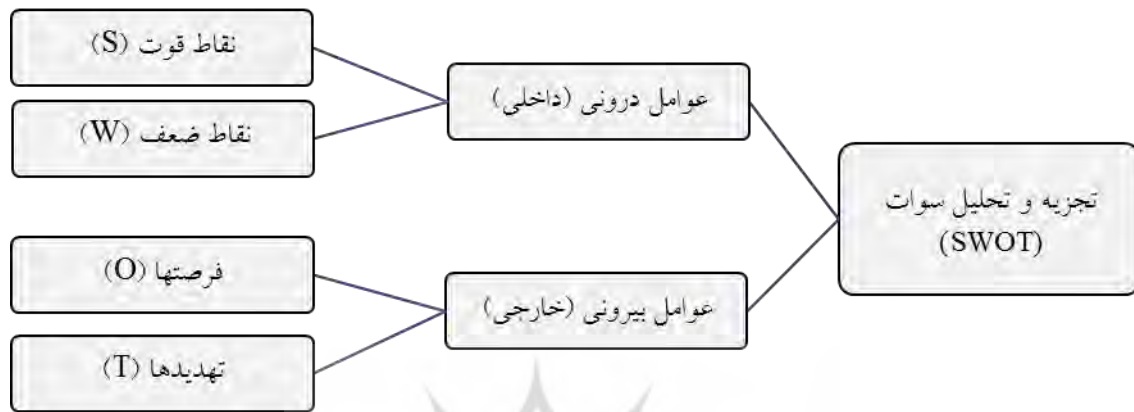 تجزیه و تحلیل سوات
(SWOT)
عوامل درونی (داخلی)
نقاط قوت (S)
نقاط ضعف (W)
عوامل بیرونی (خارجی)
فرصتها (O)
تهدیدها (T)